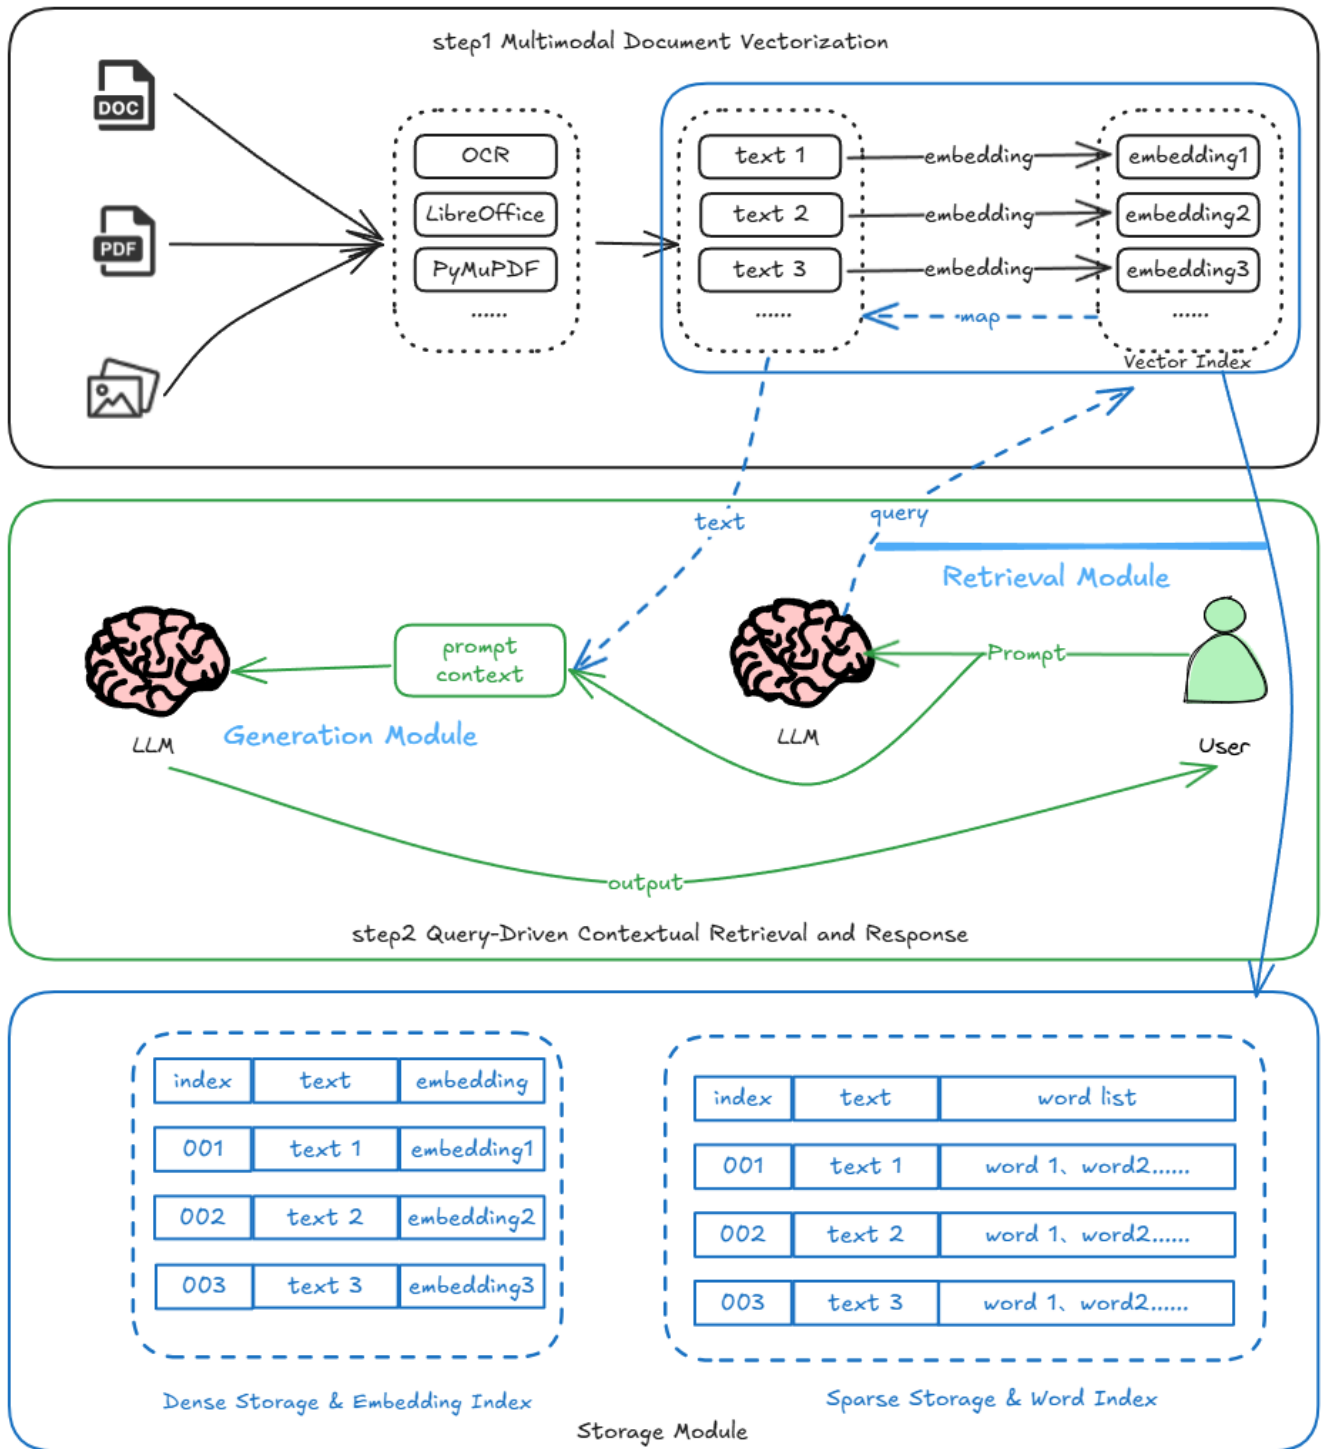 step1 Multimodal Document Vectorization
DOC
PDF
OCR
LibreOffice
PyMuPDF
......
text 1
text 2
text 3
......
embedding
embedding
embedding
map
embedding1
embedding2
embedding3
......
Vector Index
text
query
Retrieval Module
prompt
context
Prompt
LLM
Generation Module
LLM
User
output
step2 Query-Driven Contextual Retrieval and Response
index text embedding
001 text 1 embedding1
002 text 2 embedding2
003 text 3 embedding3
Dense Storage & Embedding Index
index text word list
001 text 1 word 1、word2......
002 text 2 word 1、word2......
003 text 3 word 1、word2......
Sparse Storage & Word Index
Storage Module